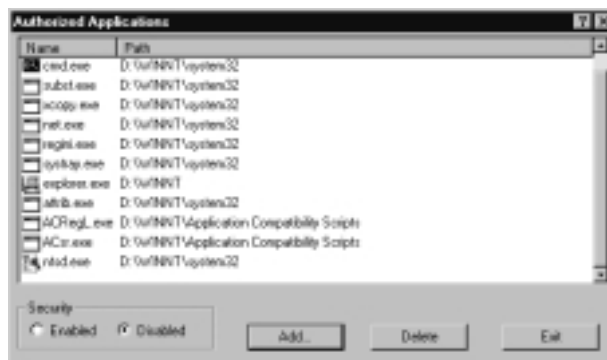 Authorized Applications
Name Path
cmd.exe D:\WINNT\system32
subst.exe D:\WINNT\system32
xcopy.exe D:\WINNT\system32
net.exe D:\WINNT\system32
regini.exe D:\WINNT\system32
systray.exe D:\WINNT\system32
explorer.exe D:\WINNT
attrib.exe D:\WINNT\system32
ACRegL.exe D:\WINNT\Application Compatibility Scripts
ACsr.exe D:\WINNT\Application Compatibility Scripts
ntsd.exe D:\WINNT\system32
Security
Enabled Disabled Add... Delete Exit